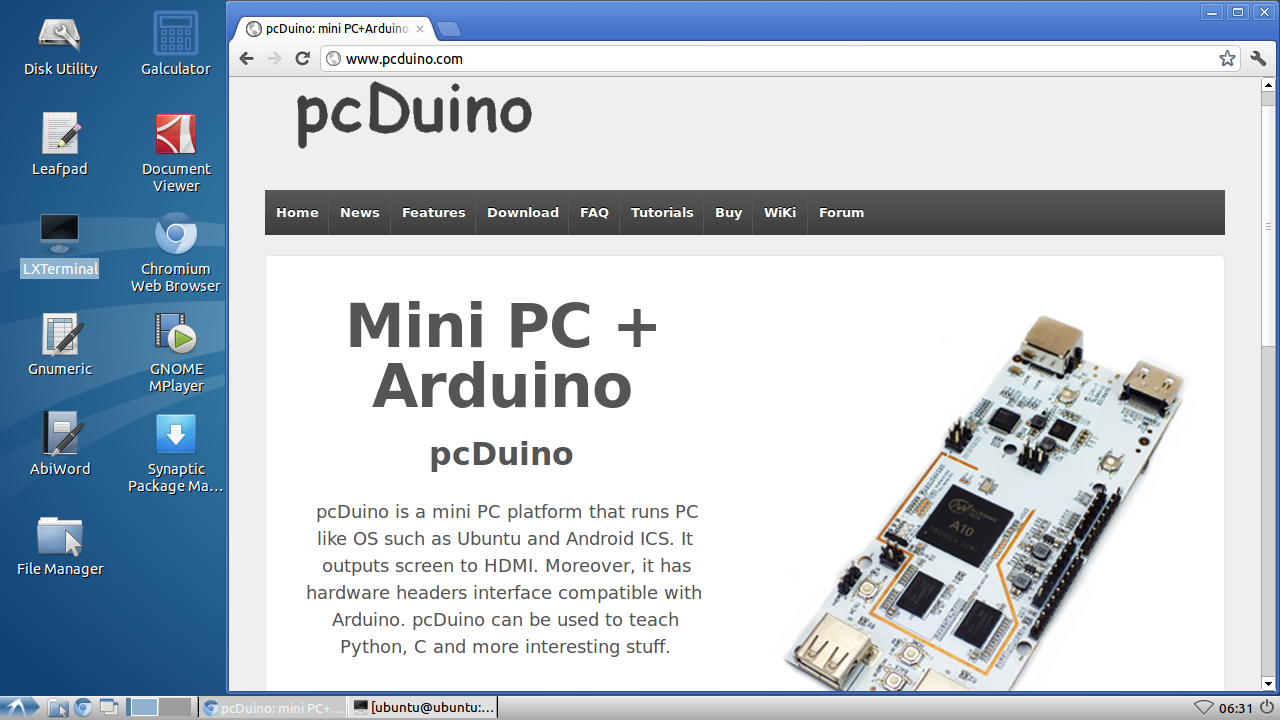 Disk Utility
Galculator
Leafpad
Document
Viewer
LXTerminal
Chromium
Web Browser
Gnumeric
GNOME
MPlayer
AbiWord
Synaptic
Package Ma...
File Manager
pcDuino: mini PC+Arduino
www.pcduino.com
pcDuino
Home News Features Download FAQ Tutorials Buy WiKi Forum
Mini PC +
Arduino
pcDuino
pcDuino is a mini PC platform that runs PC
like OS such as Ubuntu and Android ICS. It
outputs screen to HDMI. Moreover, it has
hardware headers interface compatible with
Arduino. pcDuino can be used to teach
Python, C and more interesting stuff.
A10
pcDuino: mini PC+...
[ubuntu@ubuntu:...
06:31